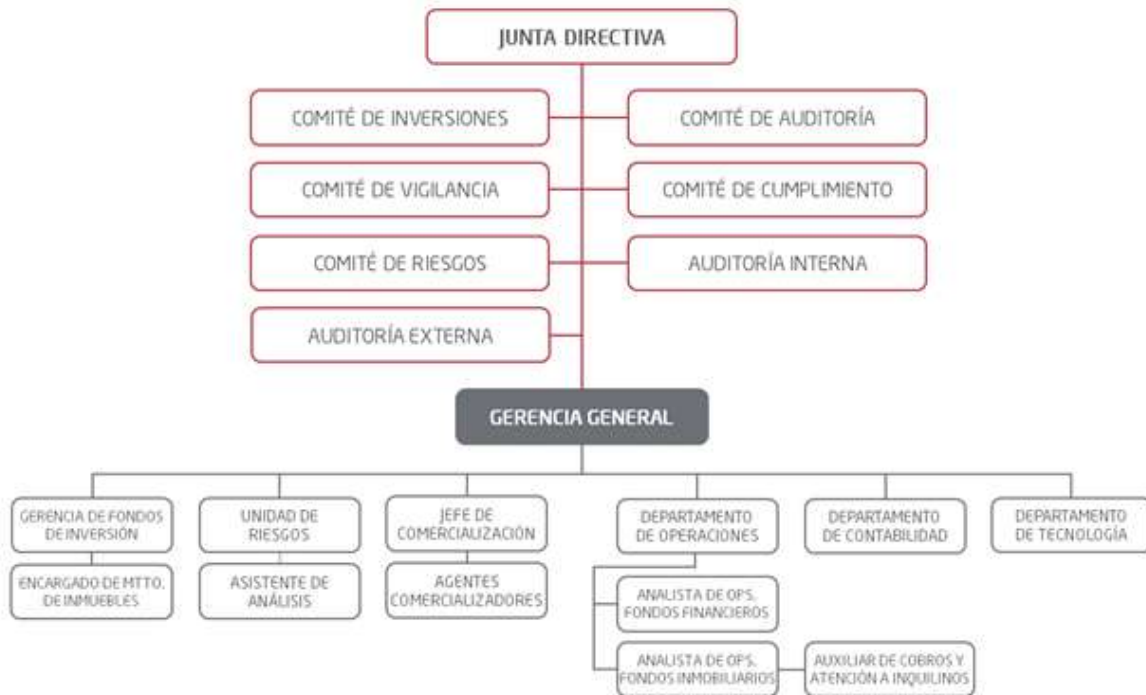 JUNTA DIRECTIVA
COMITÉ DE INVERSIONES
COMITÉ DE AUDITORÍA
COMITÉ DE VIGILANCIA
COMITÉ DE CUMPLIMIENTO
COMITÉ DE RIESGOS
AUDITORÍA INTERNA
AUDITORÍA EXTERNA
GERENCIA GENERAL
GERENCIA DE FONDOS
DE INVERSIÓN
UNIDAD DE
RIESGOS
JEFE DE
COMERCIALIZACIÓN
DEPARTAMENTO
DE OPERACIONES
DEPARTAMENTO
DE CONTABILIDAD
DEPARTAMENTO
DE TECNOLOGÍA
ENCARGADO DE MTTO.
DE INMUEBLES
ASISTENTE DE
ANÁLISIS
AGENTES
COMERCIALIZADORES
ANALISTA DE OPS.
FONDOS FINANCIEROS
ANALISTA DE OPS.
FONDOS INMOBILIARIOS
AUXILIAR DE COBROS Y
ATENCIÓN A INQUILINOS